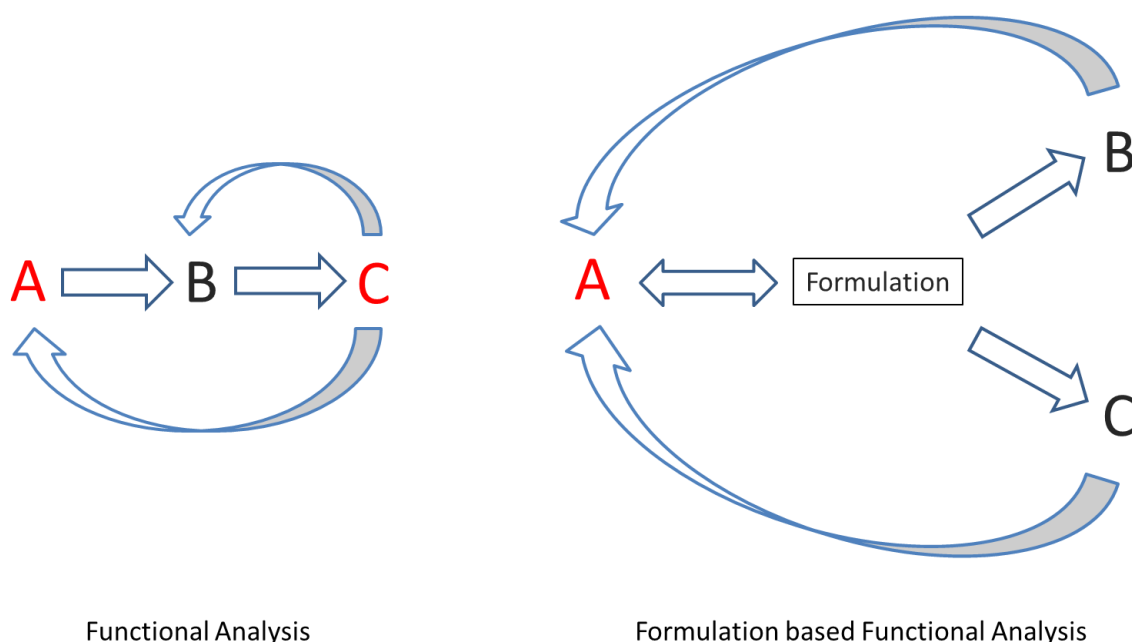 B
A B C
A Formulation
C
Functional Analysis
Formulation based Functional Analysis